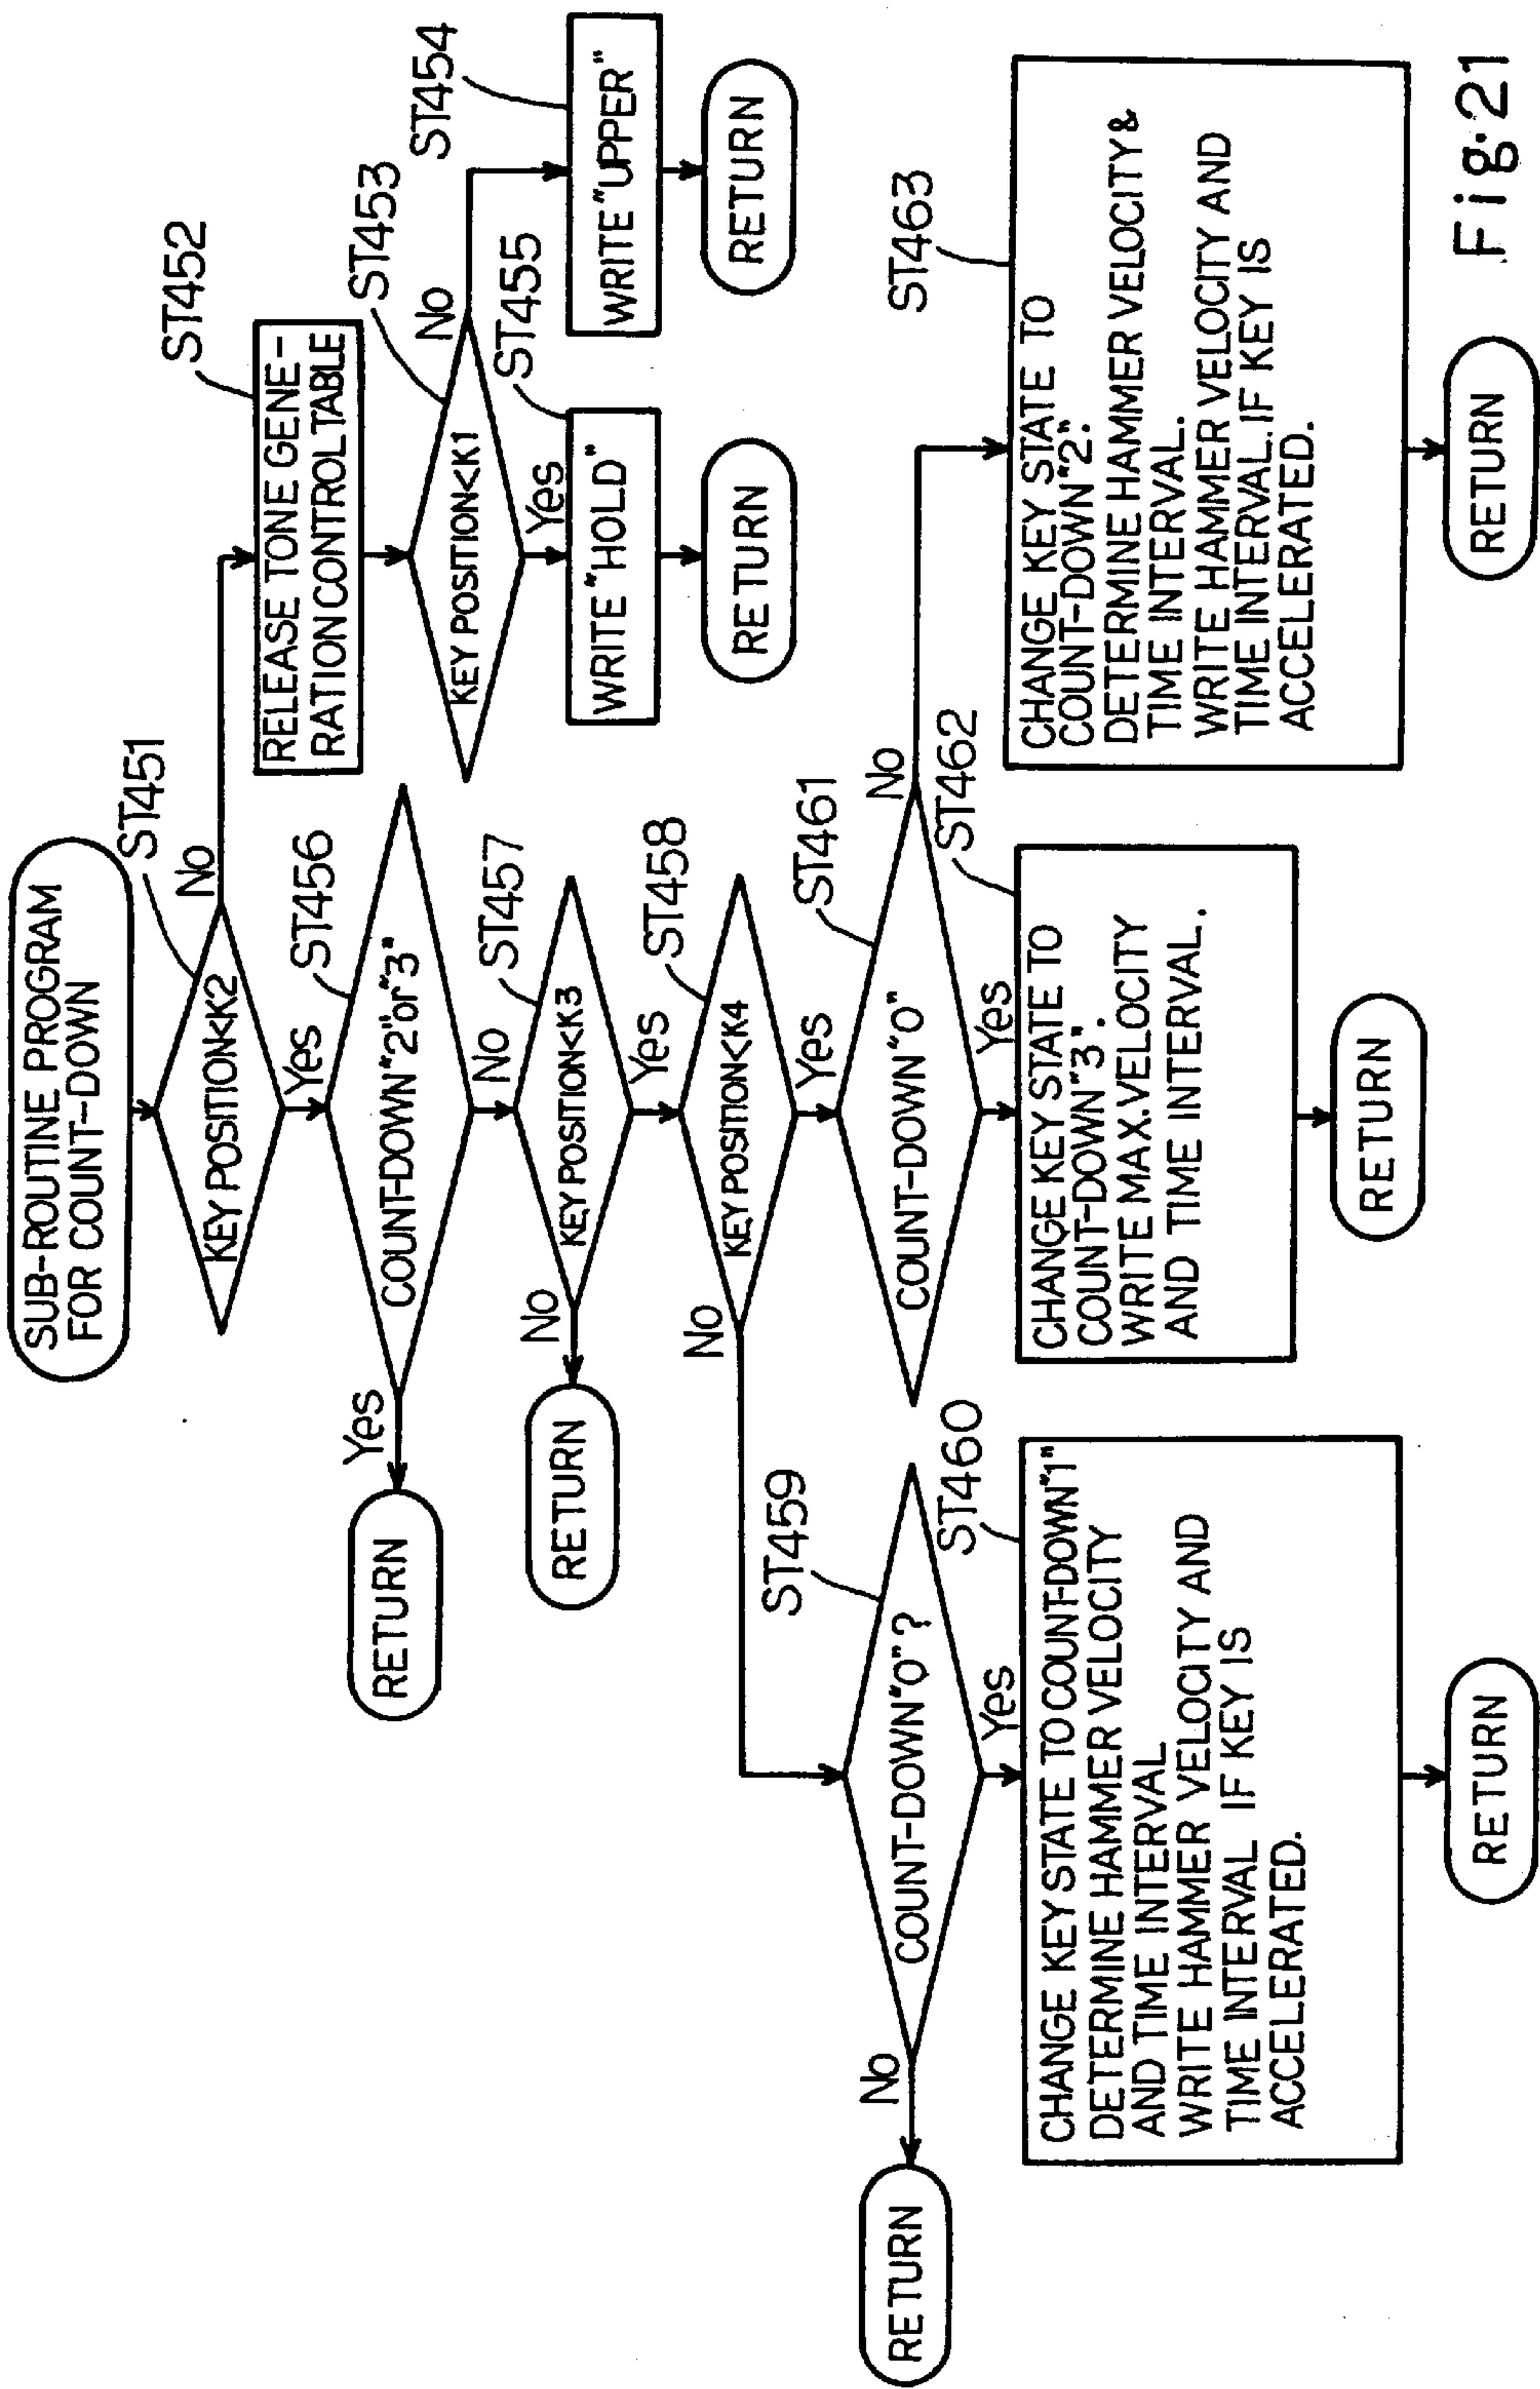 SUB-ROUTINE PROGRAM
FOR COUNT-DOWN
ST451
KEY POSITION<K2
No
Yes
ST452
RELEASE TONE GENE-
RATION CONTROL TABLE
ST453
KEY POSITION<K1
No
Yes
ST454
WRITE "UPPER"
RETURN
ST455
WRITE "HOLD"
RETURN
ST456
COUNT-DOWN "2" or "3"
Yes
RETURN
No
ST457
KEY POSITION<K3
No
RETURN
Yes
ST458
KEY POSITION<K4
No
Yes
ST459
COUNT-DOWN "0"?
No
RETURN
Yes
ST460
CHANGE KEY STATE TO COUNT-DOWN "1"
DETERMINE HAMMER VELOCITY
AND TIME INTERVAL
WRITE HAMMER VELOCITY AND
TIME INTERVAL IF KEY IS
ACCELERATED.
RETURN
ST461
COUNT-DOWN "0"
No
Yes
ST462
CHANGE KEY STATE TO
COUNT-DOWN "3".
WRITE MAX. VELOCITY
AND TIME INTERVAL.
RETURN
ST463
CHANGE KEY STATE TO
COUNT-DOWN "2".
DETERMINE HAMMER VELOCITY &
TIME INTERVAL.
WRITE HAMMER VELOCITY AND
TIME INTERVAL. IF KEY IS
ACCELERATED.
RETURN
Fig. 21